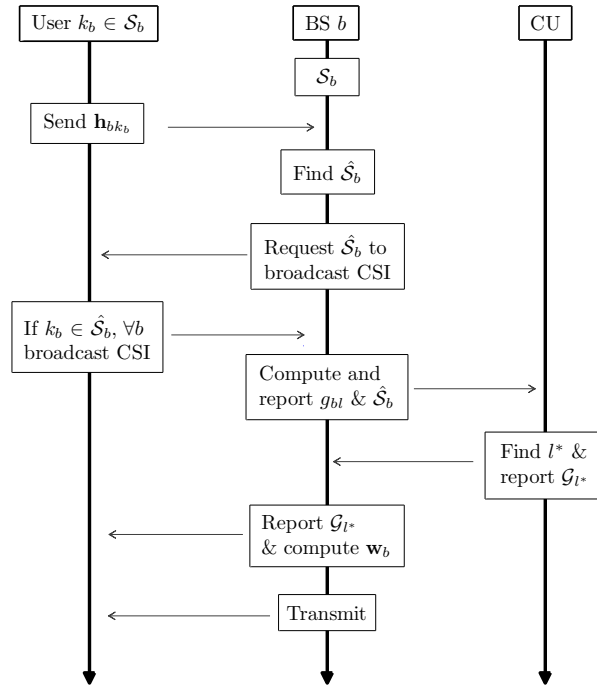 User $k_b \in \mathcal{S}_b$
BS $b$
CU
$\mathcal{S}_b$
Send $\mathbf{h}_{bk_b}$
Find $\hat{\mathcal{S}}_b$
Request $\hat{\mathcal{S}}_b$ to
broadcast CSI
If $k_b \in \hat{\mathcal{S}}_b$, $\forall b$
broadcast CSI
Compute and
report $g_{bl}$ & $\hat{\mathcal{S}}_b$
Find $l^*$ &
report $\mathcal{G}_{l^*}$
Report $\mathcal{G}_{l^*}$
& compute $\mathbf{w}_b$
Transmit